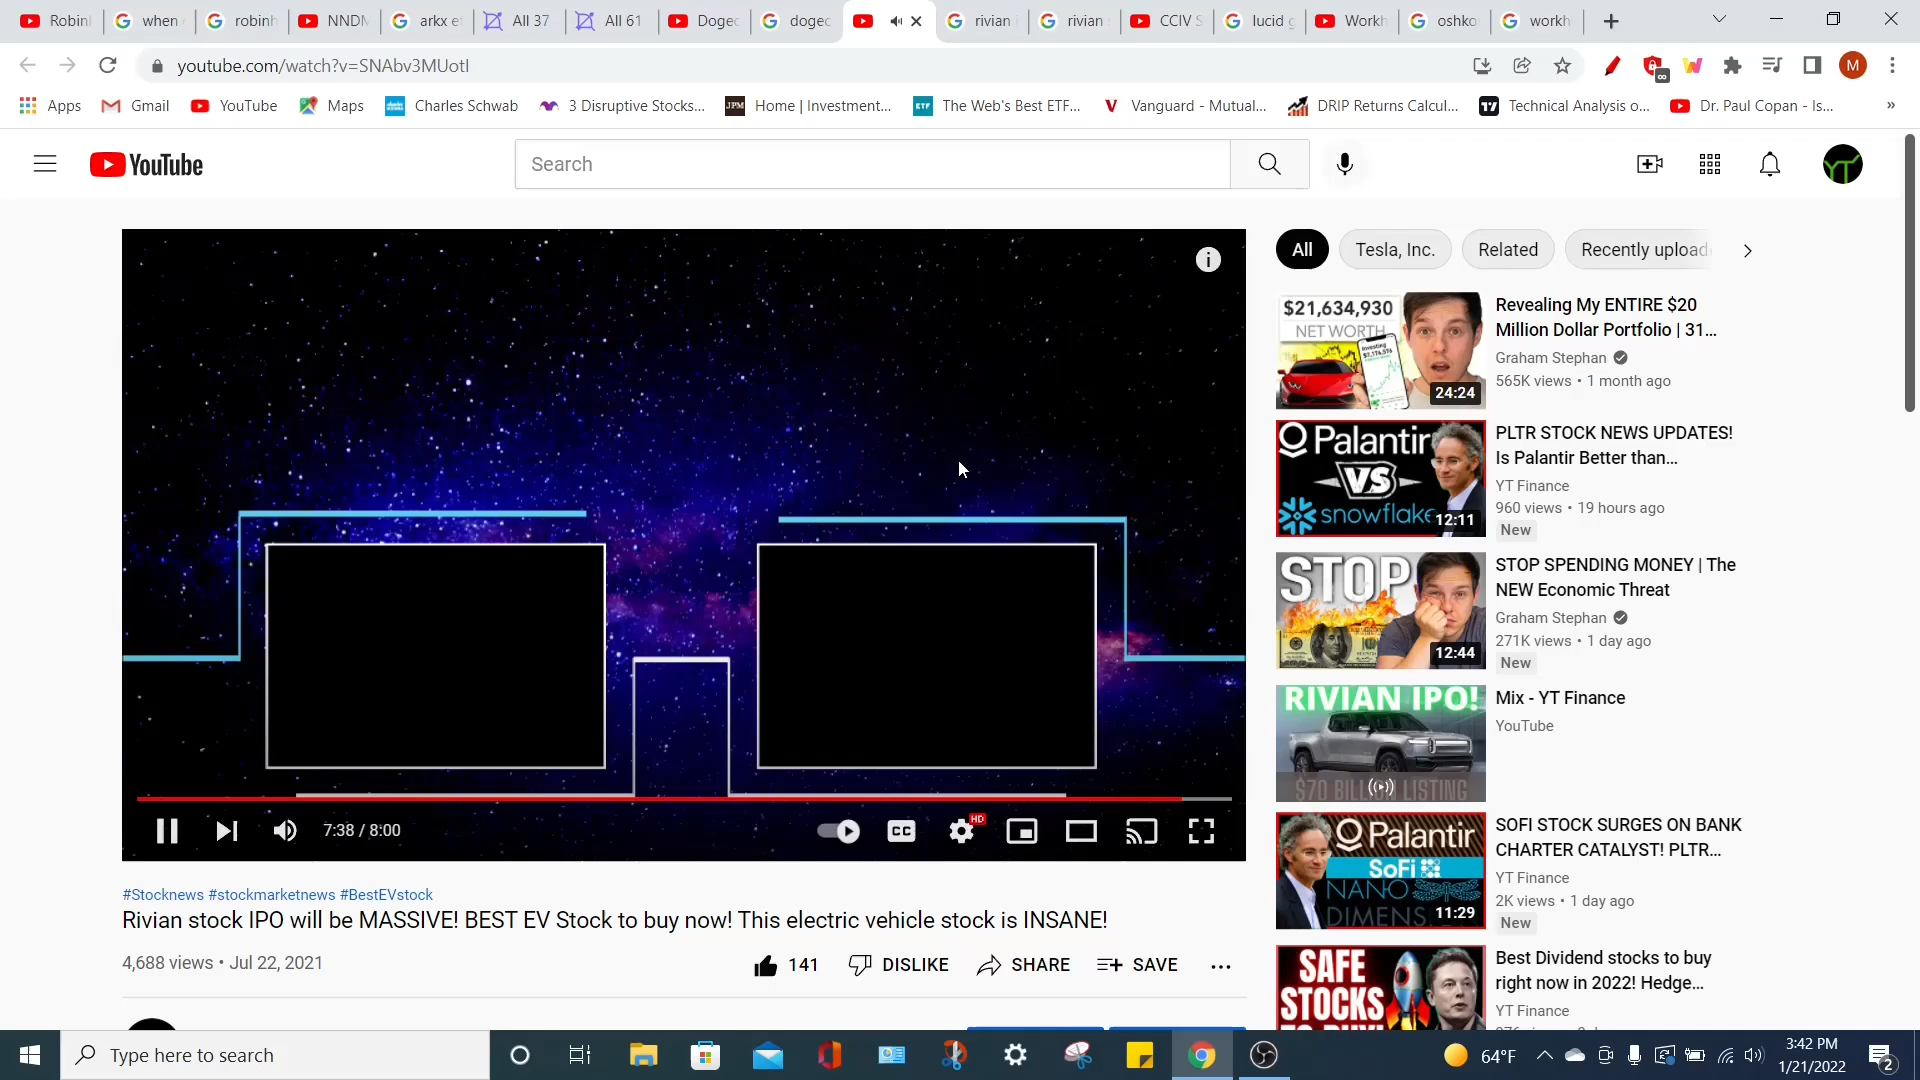 Robinl
when
robinh
NNDM
arkx e
All 37
All 61
Dogec
dogec
rivian
rivian
CCIV S
lucid g
Workh
oshko
workh
youtube.com/watch?v=SNAbv3MUotI
M
Apps
Gmail
YouTube
Maps
Charles Schwab
3 Disruptive Stocks...
JPM
Home | Investment...
ETF
The Web's Best ETF...
Vanguard - Mutual...
DRIP Returns Calcul...
Technical Analysis o...
Dr. Paul Copan - Is...
YouTube
Search
YT
All
Tesla, Inc.
Related
Recently upload
$21,634,930
NET WORTH
24:24
Revealing My ENTIRE $20
Million Dollar Portfolio | 31...
Graham Stephan
565K views • 1 month ago
Palantir
VS
snowflake
12:11
PLTR STOCK NEWS UPDATES!
Is Palantir Better than...
YT Finance
960 views • 19 hours ago
New
STOP
12:44
STOP SPENDING MONEY | The
NEW Economic Threat
Graham Stephan
271K views • 1 day ago
New
RIVIAN IPO!
$70 BILLION LISTING
Mix - YT Finance
YouTube
Palantir
SoFi
NANO
DIMENS
11:29
SOFI STOCK SURGES ON BANK
CHARTER CATALYST! PLTR...
YT Finance
2K views • 1 day ago
New
SAFE
STOCKS
TO BUY!
Best Dividend stocks to buy
right now in 2022! Hedge...
YT Finance
7:38 / 8:00
CC
HD
#Stocknews #stockmarketnews #BestEVstock
Rivian stock IPO will be MASSIVE! BEST EV Stock to buy now! This electric vehicle stock is INSANE!
4,688 views • Jul 22, 2021
141
DISLIKE
SHARE
SAVE
Type here to search
64°F
3:42 PM
1/21/2022
2